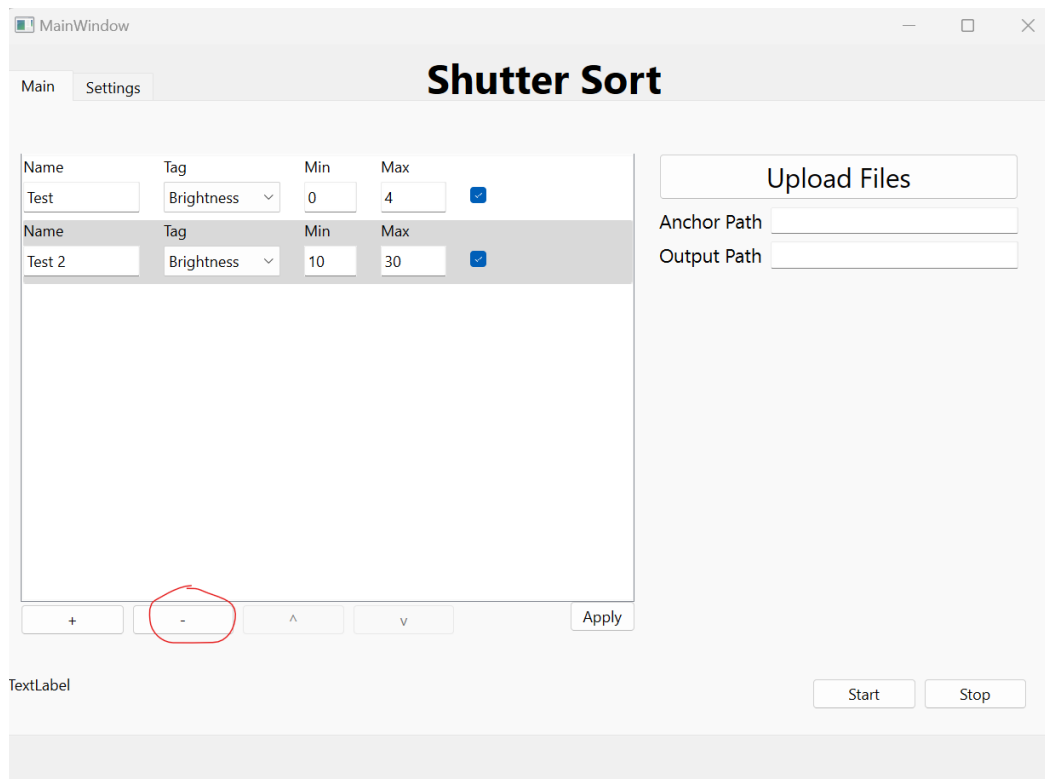 MainWindow
Shutter Sort
Main Settings
Name Tag Min Max
Test Brightness 0 4
Name Tag Min Max
Test 2 Brightness 10 30
Upload Files
Anchor Path
Output Path
+ - ^ v Apply
TextLabel
Start Stop